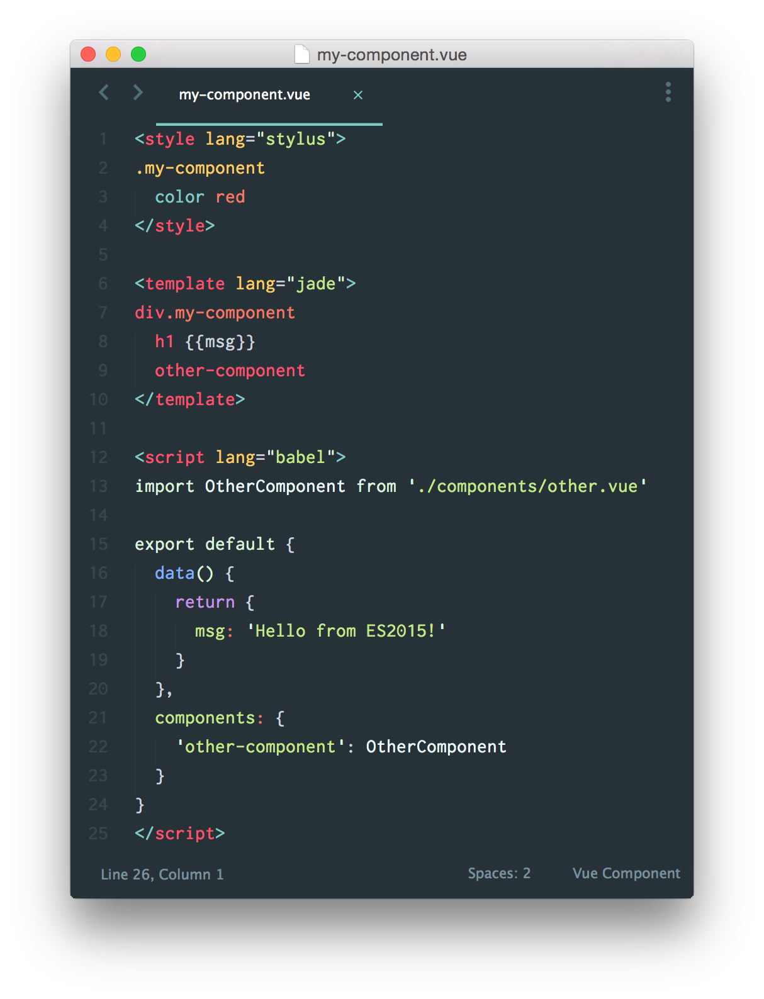 my-component.vue
my-component.vue ×
1 <style lang="stylus">
2 .my-component
3   color red
4 </style>
5
6 <template lang="jade">
7 div.my-component
8   h1 {{msg}}
9   other-component
10 </template>
11
12 <script lang="babel">
13 import OtherComponent from './components/other.vue'
14
15 export default {
16   data() {
17     return {
18       msg: 'Hello from ES2015!'
19     }
20   },
21   components: {
22     'other-component': OtherComponent
23   }
24 }
25 </script>
Line 26, Column 1 Spaces: 2 Vue Component